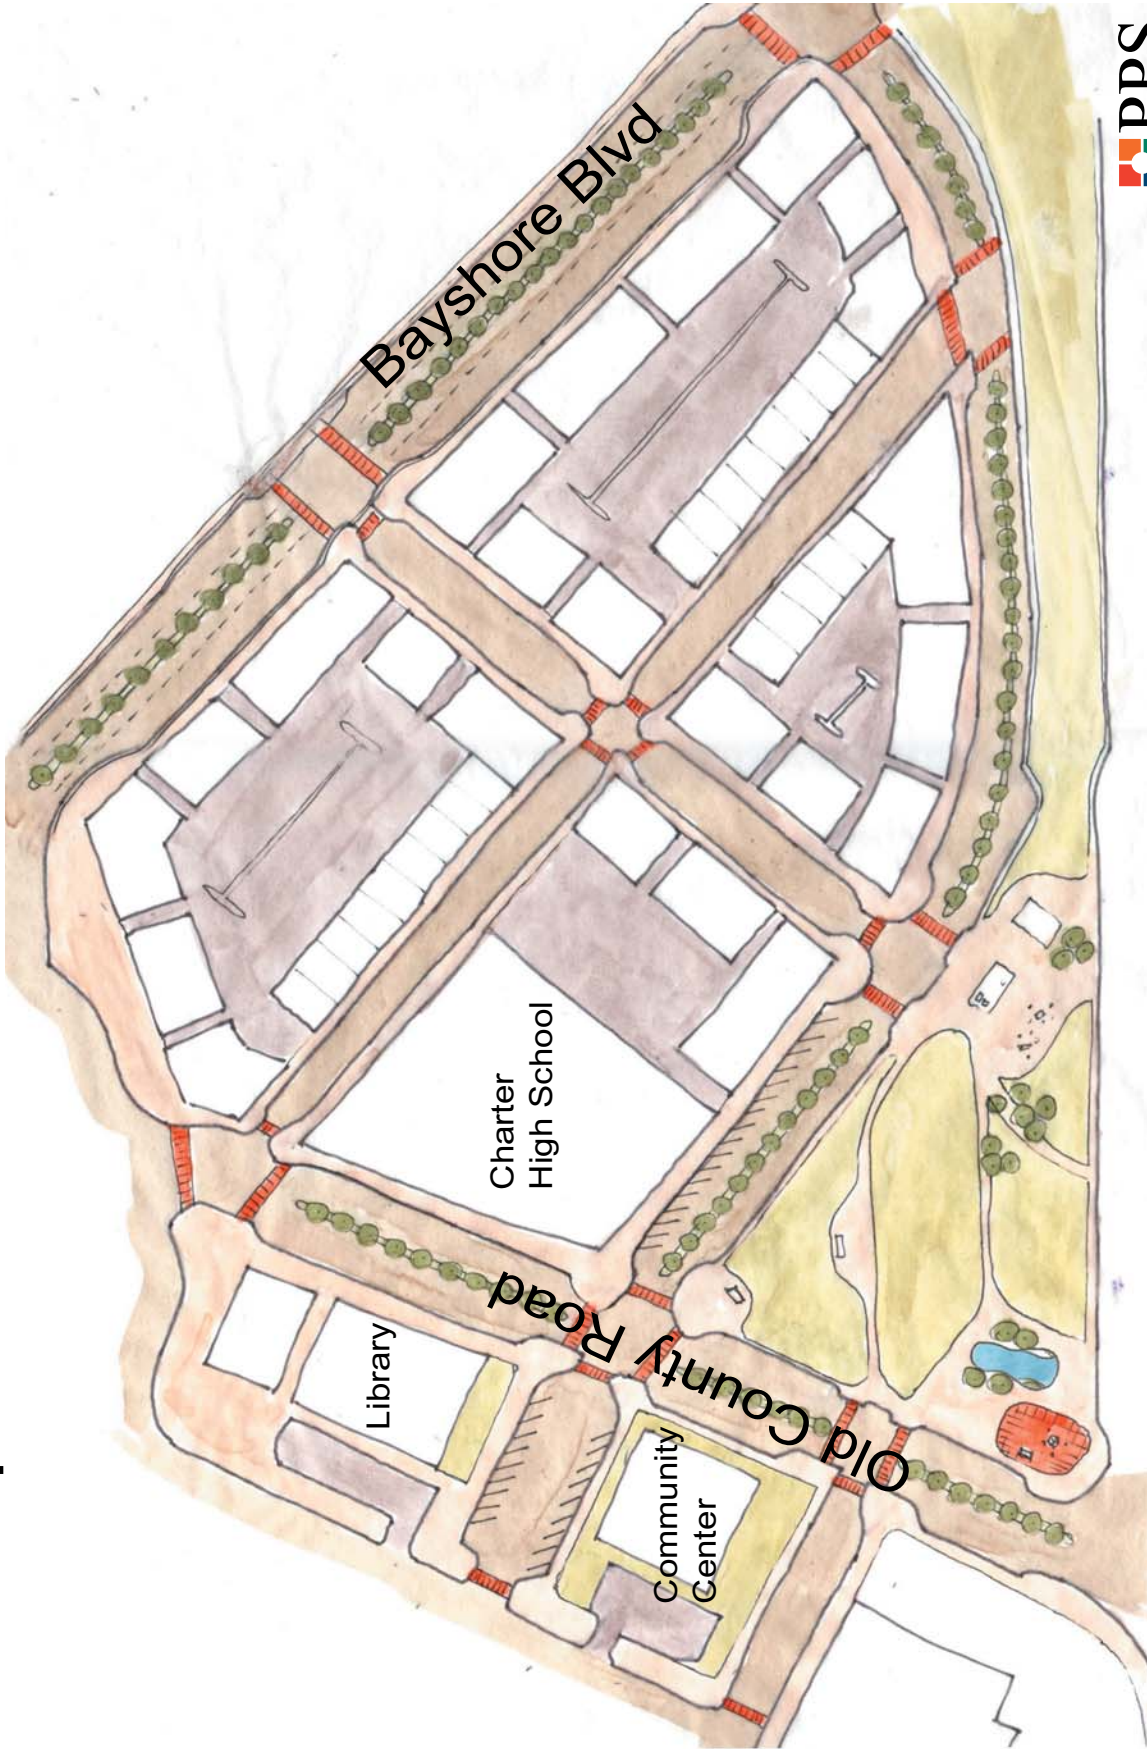 Bayshore Blvd
Charter
High School
Library
Old County Road
Community
Center
PPS